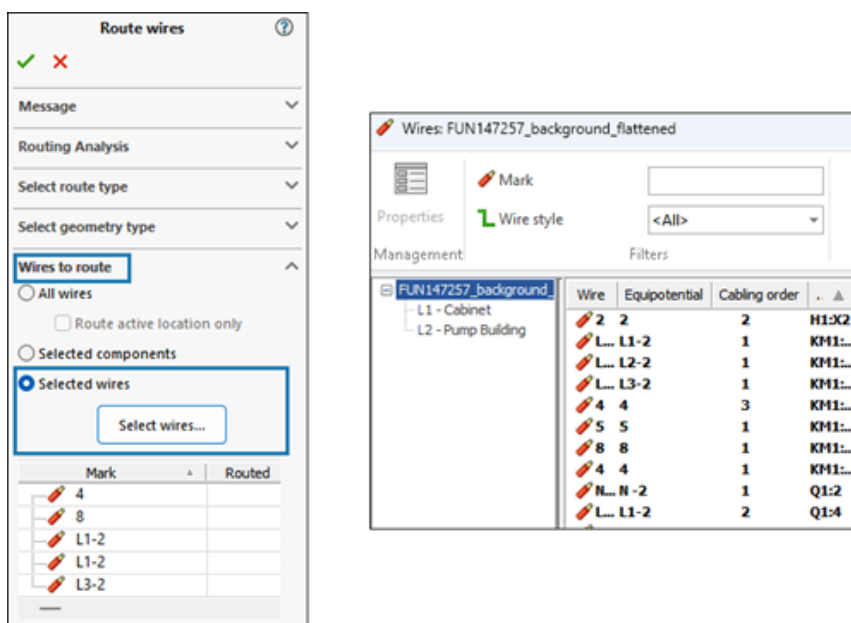 Route wires
Message
Routing Analysis
Select route type
Select geometry type
Wires to route
All wires
Route active location only
Selected components
Selected wires
Select wires...
Mark Routed
4
8
L1-2
L1-2
L3-2
Wires: FUN147257_background_flattened
Properties
Management
Mark
Wire style <All>
Filters
FUN147257_background_
L1 - Cabinet
L2 - Pump Building
Wire Equipotential Cabling order ..
2 2 2 H1:X2
L... L1-2 1 KM1:...
L... L2-2 1 KM1:...
L... L3-2 1 KM1:...
4 4 3 KM1:...
5 5 1 KM1:...
8 8 1 KM1:...
4 4 1 KM1:...
N... N -2 1 Q1:2
L... L1-2 2 Q1:4